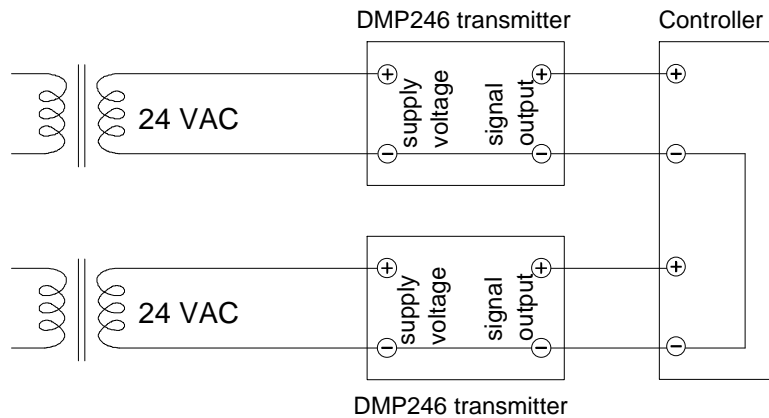 DMP246 transmitter
Controller
24 VAC
+
−
supply
voltage
signal
output
+
−
+
−
24 VAC
+
−
supply
voltage
signal
output
+
−
+
−
DMP246 transmitter